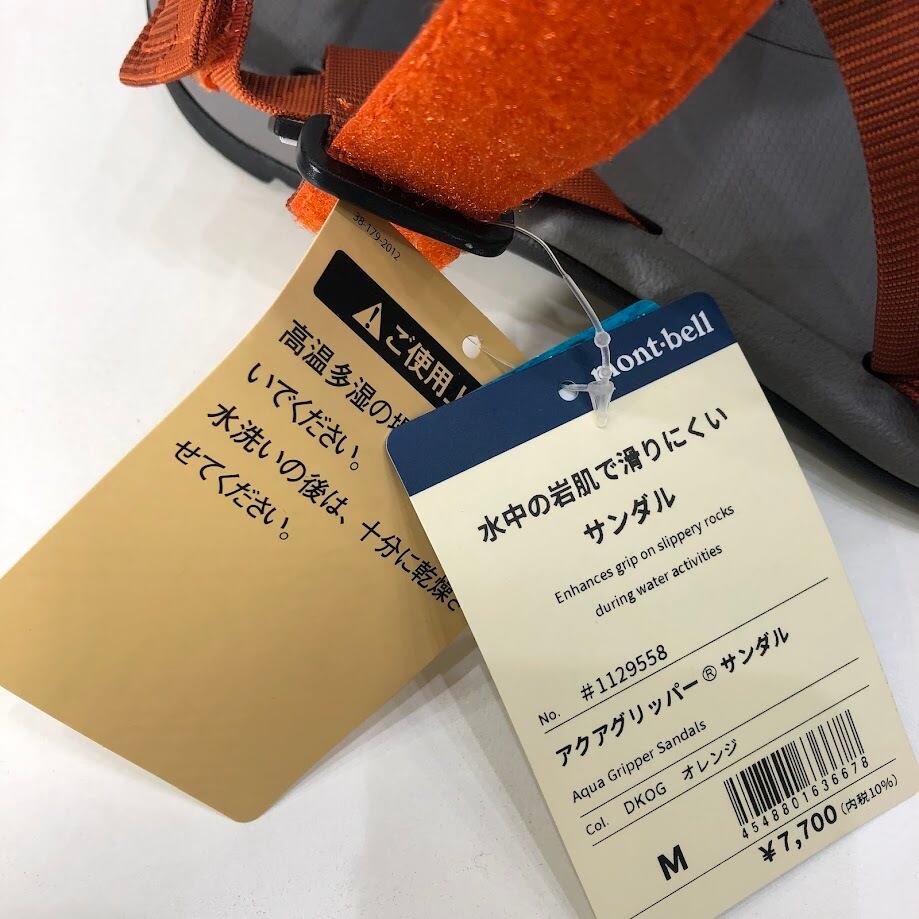 38-179-2012
ご使用
高温多湿の
いでください。
水洗いの後は、十分に乾燥さ
せてください。
mont-bell
水中の岩肌で滑りにくい
サンダル
Enhances grip on slippery rocks
during water activities
No. #1129558
アクアグリッパー®サンダル
Aqua Gripper Sandals
Col. DKOG オレンジ
4548801636678
M ¥7,700(内税10%)